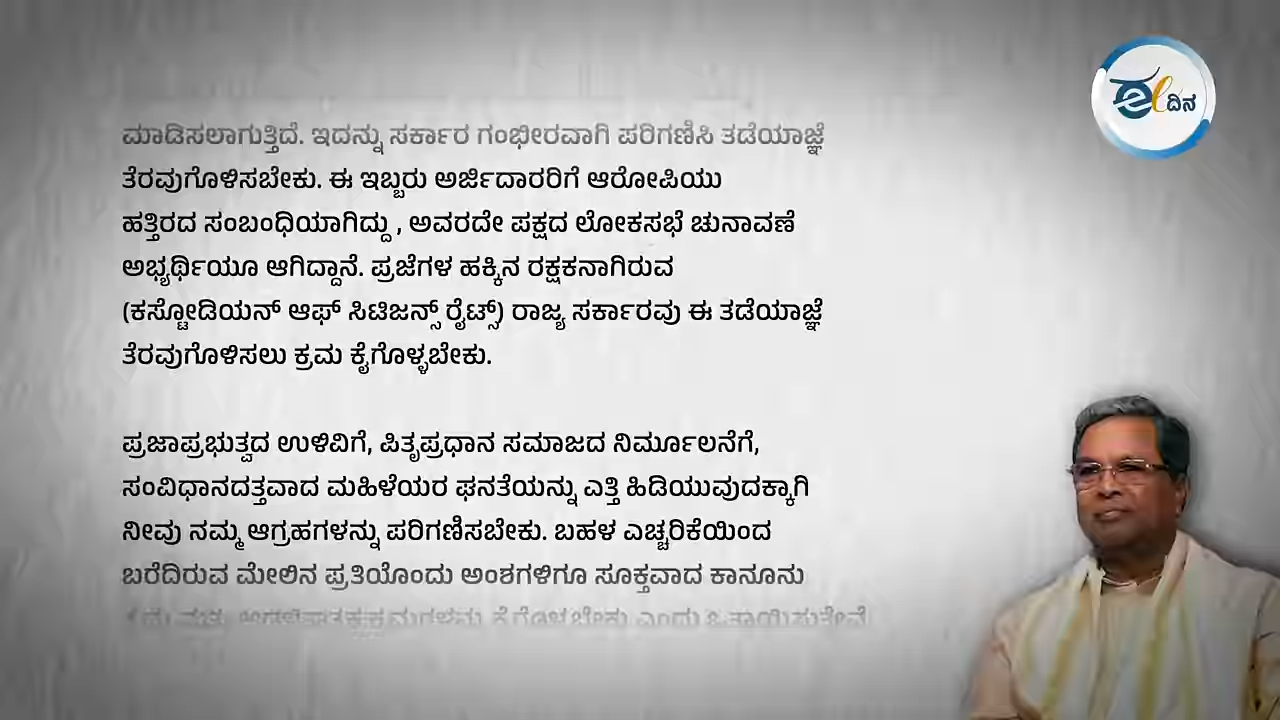 ಈ ದಿನ
ಮಾಡಿಸಲಾಗುತ್ತಿದೆ. ಇದನ್ನು ಸರ್ಕಾರ ಗಂಭೀರವಾಗಿ ಪರಿಗಣಿಸಿ ತಡೆಯಾಜ್ಞೆ
ತೆರವುಗೊಳಿಸಬೇಕು. ಈ ಇಬ್ಬರು ಅರ್ಜಿದಾರರಿಗೆ ಆರೋಪಿಯು
ಹತ್ತಿರದ ಸಂಬಂಧಿಯಾಗಿದ್ದು , ಅವರದೇ ಪಕ್ಷದ ಲೋಕಸಭೆ ಚುನಾವಣೆ
ಅಭ್ಯರ್ಥಿಯೂ ಆಗಿದ್ದಾನೆ. ಪ್ರಜೆಗಳ ಹಕ್ಕಿನ ರಕ್ಷಕನಾಗಿರುವ
(ಕಸ್ಟೋಡಿಯನ್ ಆಫ್ ಸಿಟಿಜನ್ಸ್ ರೈಟ್ಸ್) ರಾಜ್ಯ ಸರ್ಕಾರವು ಈ ತಡೆಯಾಜ್ಞೆ
ತೆರವುಗೊಳಿಸಲು ಕ್ರಮ ಕೈಗೊಳ್ಳಬೇಕು.
ಪ್ರಜಾಪ್ರಭುತ್ವದ ಉಳಿವಿಗೆ, ಪಿತೃಪ್ರಧಾನ ಸಮಾಜದ ನಿರ್ಮೂಲನೆಗೆ,
ಸಂವಿಧಾನದತ್ತವಾದ ಮಹಿಳೆಯರ ಘನತೆಯನ್ನು ಎತ್ತಿ ಹಿಡಿಯುವುದಕ್ಕಾಗಿ
ನೀವು ನಮ್ಮ ಆಗ್ರಹಗಳನ್ನು ಪರಿಗಣಿಸಬೇಕು. ಬಹಳ ಎಚ್ಚರಿಕೆಯಿಂದ
ಬರೆದಿರುವ ಮೇಲಿನ ಪ್ರತಿಯೊಂದು ಅಂಶಗಳಿಗೂ ಸೂಕ್ತವಾದ ಕಾನೂನು